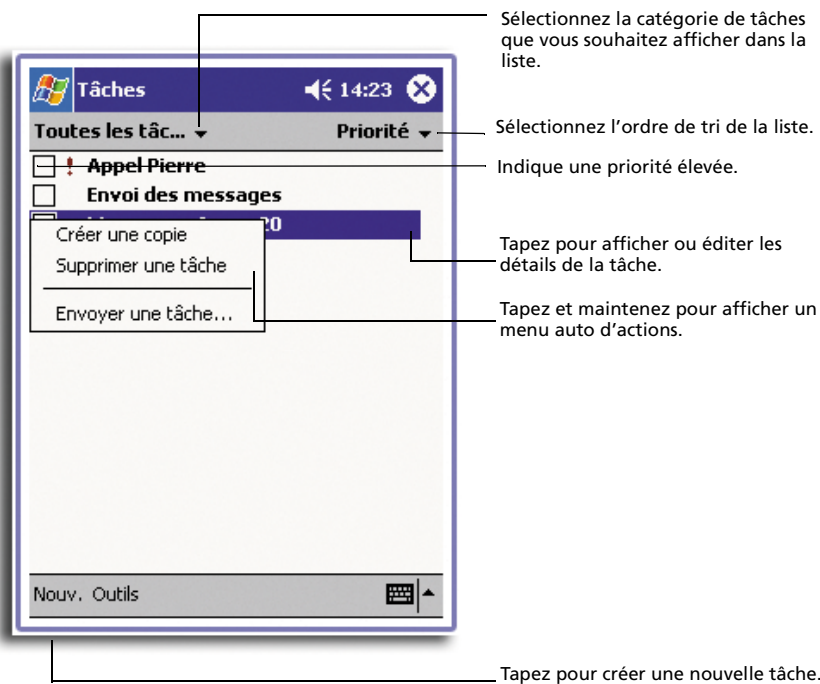 Sélectionnez la catégorie de tâches
que vous souhaitez afficher dans la
liste.
Tâches
14:23
Toutes les tâc...
Priorité
Sélectionnez l'ordre de tri de la liste.
! Appel Pierre
Indique une priorité élevée.
Envoi des messages
20
Créer une copie
Supprimer une tâche
Envoyer une tâche...
Tapez pour afficher ou éditer les
détails de la tâche.
Tapez et maintenez pour afficher un
menu auto d'actions.
Nouv. Outils
Tapez pour créer une nouvelle tâche.